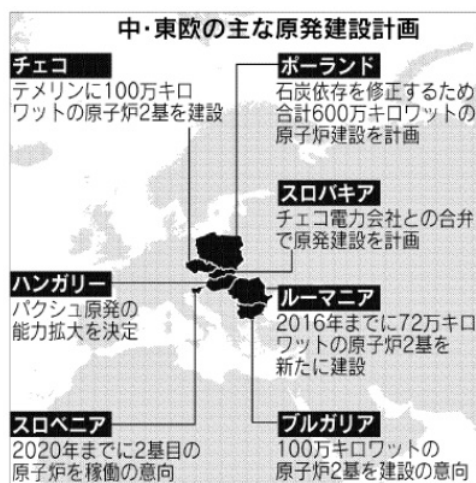 中・東欧の主な原発建設計画
チェコ
テメリンに100万キロ
ワットの原子炉2基を建設
ポーランド
石炭依存を修正するため
合計600万キロワットの
原子炉建設を計画
スロバキア
チェコ電力会社との合弁
で原発建設を計画
ハンガリー
パクシュ原発の
能力拡大を決定
ルーマニア
2016年までに72万キロ
ワットの原子炉2基を
新たに建設
スロベニア
2020年までに2基目の
原子炉を稼働の意向
ブルガリア
100万キロワットの
原子炉2基を建設の意向